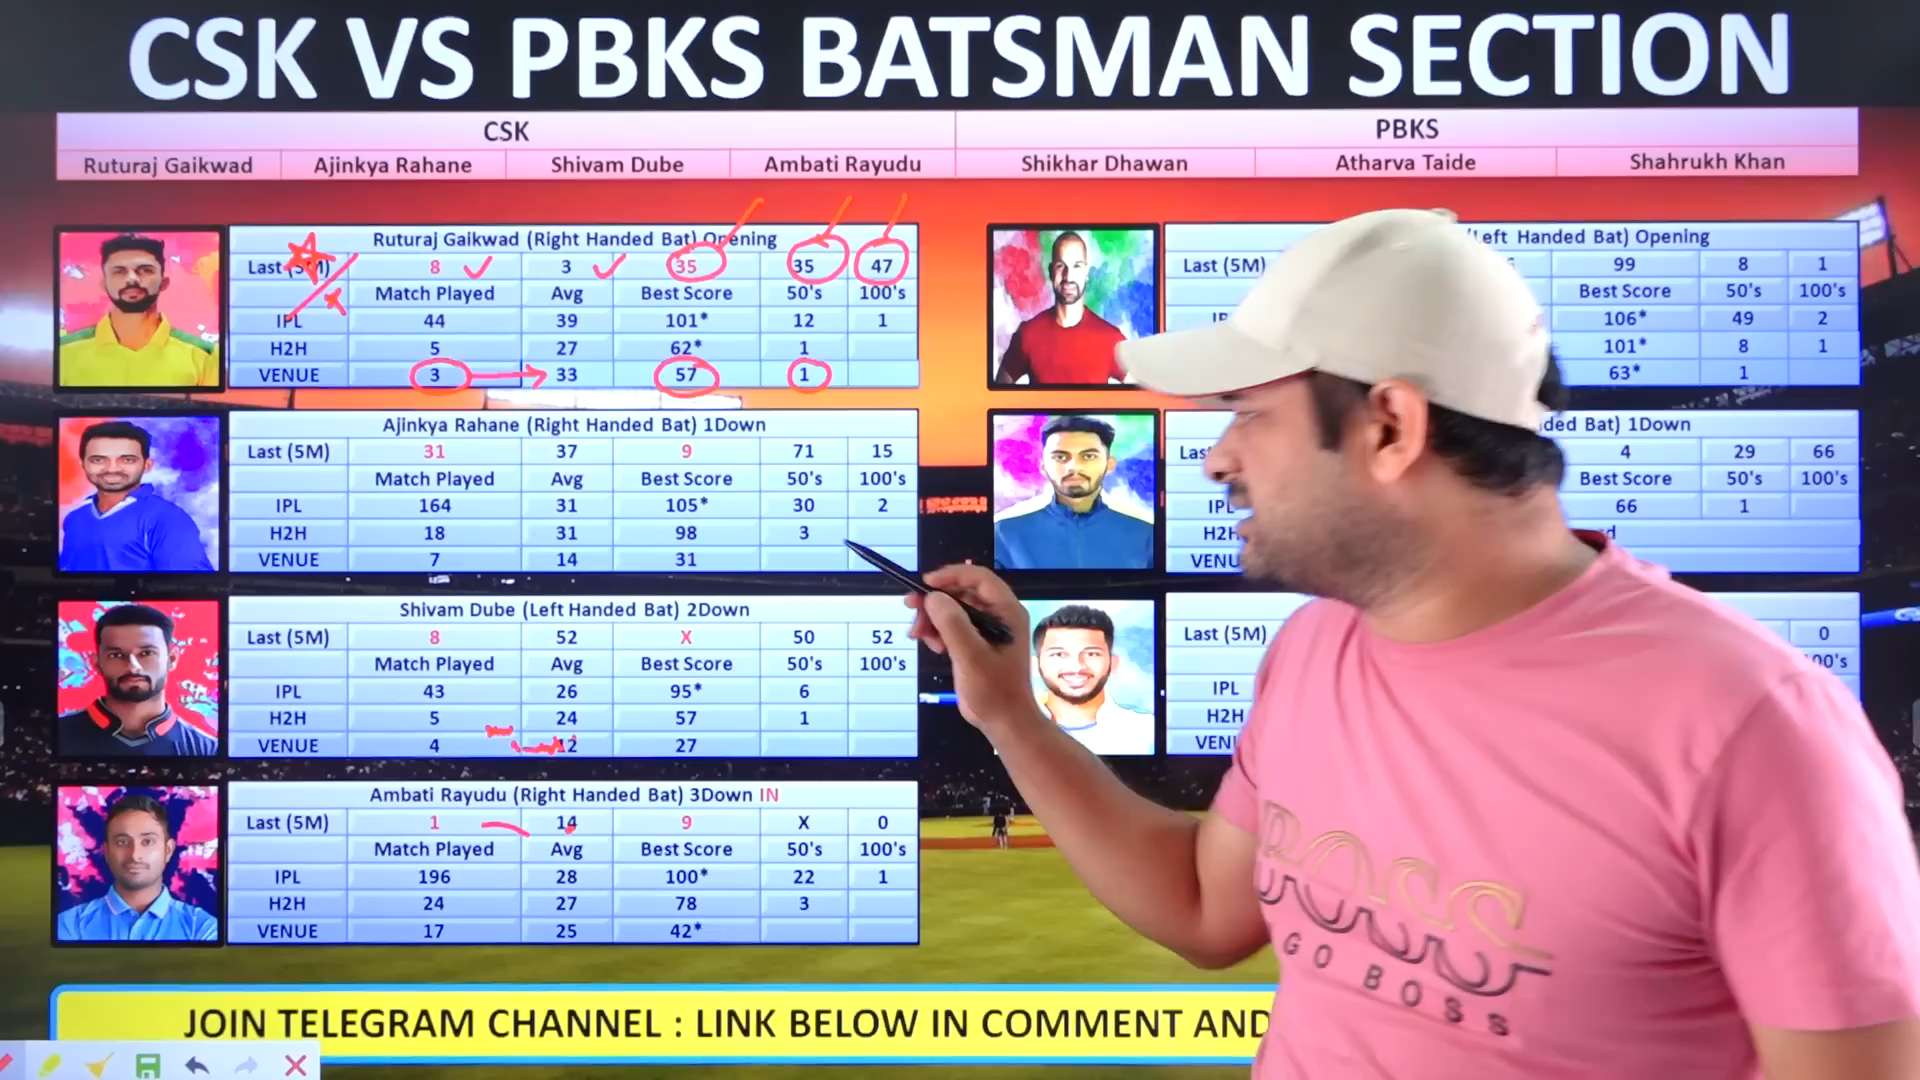 CSK VS PBKS BATSMAN SECTION
CSK PBKS
Ruturaj Gaikwad Ajinkya Rahane Shivam Dube Ambati Rayudu Shikhar Dhawan Atharva Taide Shahrukh Khan
Ruturaj Gaikwad (Right Handed Bat) Opening
Last (5M) 8 3 35 35 47
Match Played Avg Best Score 50's 100's
IPL 44 39 101* 12 1
H2H 5 27 62* 1
VENUE 3 33 57 1
Ajinkya Rahane (Right Handed Bat) 1Down
Last (5M) 31 37 9 71 15
Match Played Avg Best Score 50's 100's
IPL 164 31 105* 30 2
H2H 18 31 98 3
VENUE 7 14 31
Shivam Dube (Left Handed Bat) 2Down
Last (5M) 8 52 X 50 52
Match Played Avg Best Score 50's 100's
IPL 43 26 95* 6
H2H 5 24 57 1
VENUE 4 12 27
Ambati Rayudu (Right Handed Bat) 3Down IN
Last (5M) 1 14 9 X 0
Match Played Avg Best Score 50's 100's
IPL 196 28 100* 22 1
H2H 24 27 78 3
VENUE 17 25 42*
(Left Handed Bat) Opening
Last (5M) 99 8 1
Best Score 50's 100's
106* 49 2
101* 8 1
63* 1
Bat) 1Down
4 29 66
Best Score 50's 100's
IPL 66 1
H2H
Last (5M) 0
IPL
H2H
JOIN TELEGRAM CHANNEL : LINK BELOW IN COMMENT AND
BOSS
GO BOSS